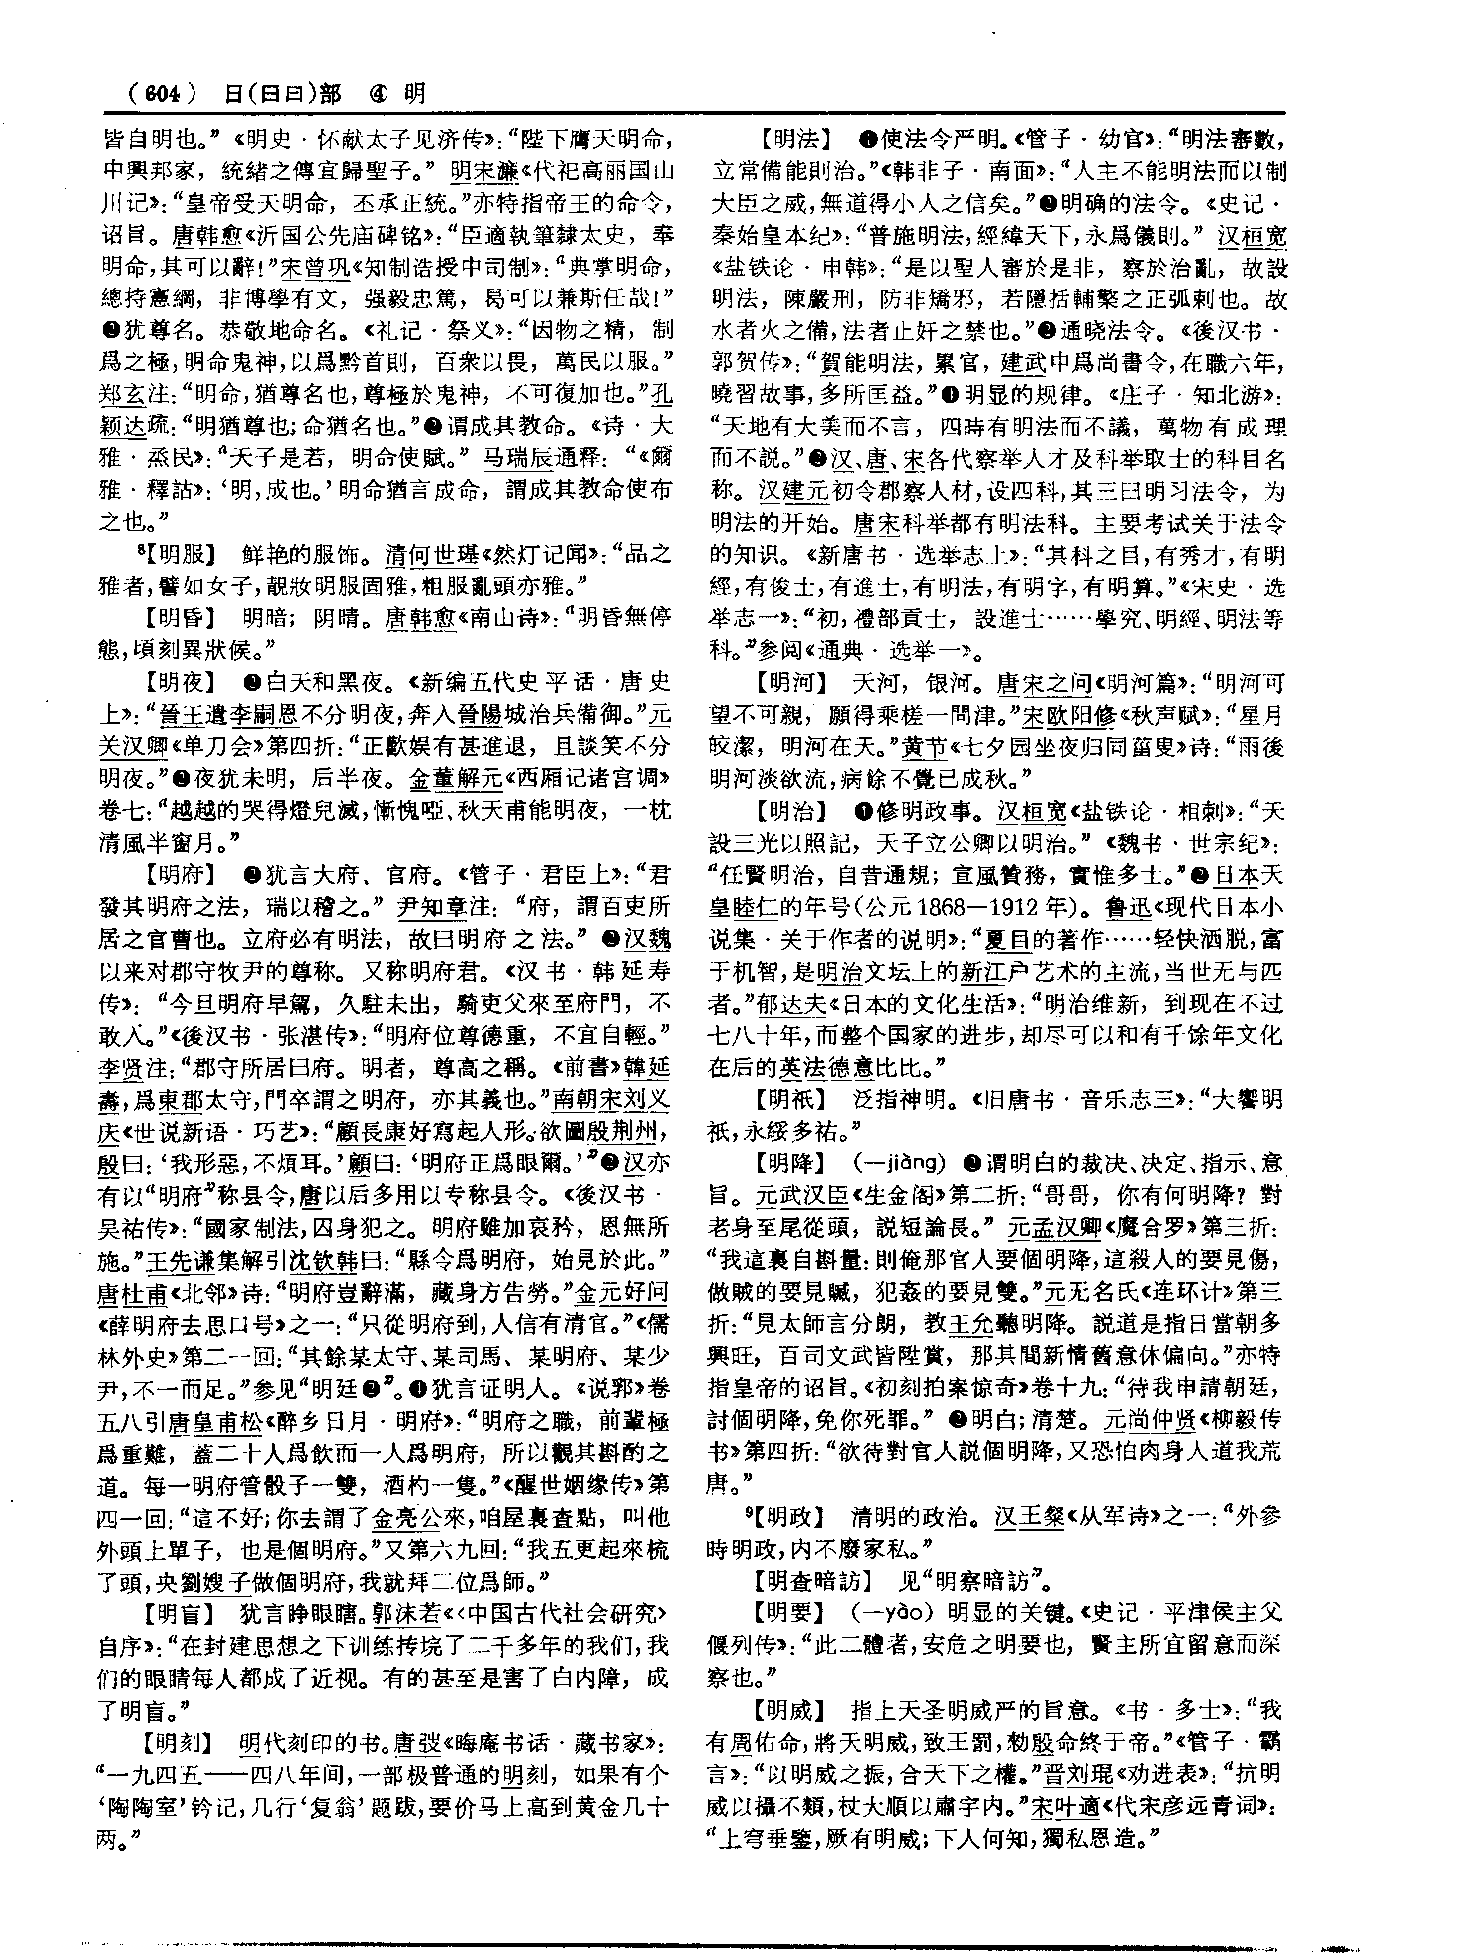 (604) 日(日曰)部 ④ 明
皆自明也。”《明史·怀献太子见济传》：“陛下膺天明命，
中興邦家，統緒之傳宜歸聖子。”明宋濂《代祀高丽国山
川记》：“皇帝受天明命，丕承正統。”亦特指帝王的命令，
诏旨。唐韩愈《沂国公先庙碑铭》：“臣適執筆隸太史，奉
明命，其可以辭！”宋曾巩《知制诰授中司制》：“典掌明命，
總持憲綱，非博學有文，强毅忠篤，曷可以兼斯任哉！”
❷犹尊名。恭敬地命名。《礼记·祭义》：“因物之精，制
爲之極，明命鬼神，以爲黔首則，百衆以畏，萬民以服。”
郑玄注：“明命，猶尊名也，尊極於鬼神，不可復加也。”孔
颖达疏：“明猶尊也；命猶名也。”❸谓成其教命。《诗·大
雅·烝民》：“天子是若，明命使賦。”马瑞辰通释：“《爾
雅·釋詁》：‘明，成也。’明命猶言成命，謂成其教命使布
之也。”
⁸【明服】 鲜艳的服饰。清何世璂《然灯记闻》：“品之
雅者，譬如女子，靚妝明服固雅，粗服亂頭亦雅。”
【明昏】 明暗；阴晴。唐韩愈《南山诗》：“明昏無停
態，頃刻異狀候。”
【明夜】 ❶白天和黑夜。《新编五代史平话·唐史
上》：“晉王遣李嗣恩不分明夜，奔入晉陽城治兵備御。”元
关汉卿《单刀会》第四折：“正歡娱有甚進退，且談笑不分
明夜。”❷夜犹未明，后半夜。金董解元《西厢记诸宫调》
卷七：“越越的哭得燈兒滅，慚愧啞、秋天甫能明夜，一枕
清風半窗月。”
【明府】 ❶犹言大府、官府。《管子·君臣上》：“君
發其明府之法，瑞以稽之。”尹知章注：“府，謂百吏所
居之官曹也。立府必有明法，故曰明府之法。”❷汉魏
以来对郡守牧尹的尊称。又称明府君。《汉书·韩延寿
传》：“今旦明府早駕，久駐未出，騎吏父來至府門，不
敢入。”《後汉书·张湛传》：“明府位尊德重，不宜自輕。”
李贤注：“郡守所居曰府。明者，尊高之稱。《前書》韓延
壽，爲東郡太守，門卒謂之明府，亦其義也。”南朝宋刘义
庆《世说新语·巧艺》：“顧長康好寫起人形。欲圖殷荆州，
殷曰：‘我形惡，不煩耳。’顧曰：‘明府正爲眼爾。’”❸汉亦
有以“明府”称县令，唐以后多用以专称县令。《後汉书·
吴祐传》：“國家制法，囚身犯之。明府雖加哀矜，恩無所
施。”王先谦集解引沈钦韩曰：“縣令爲明府，始見於此。”
唐杜甫《北邻》诗：“明府豈辭滿，藏身方告勞。”金元好问
《薛明府去思口号》之一：“只從明府到，人信有清官。”《儒
林外史》第二一回：“其餘某太守、某司馬、某明府、某少
尹，不一而足。”参见“明廷❷”。❹犹言证明人。《说郛》卷
五八引唐皇甫松《醉乡日月·明府》：“明府之職，前輩極
爲重難，蓋二十人爲飲而一人爲明府，所以觀其斟酌之
道。每一明府管骰子一雙，酒杓一隻。”《醒世姻缘传》第
四一回：“這不好；你去謂了金亮公來，咱屋裏查點，叫他
外頭上單子，也是個明府。”又第六九回：“我五更起來梳
了頭，央劉嫂子做個明府，我就拜二位爲師。”
【明盲】 犹言睁眼瞎。郭沫若《〈中国古代社会研究〉
自序》：“在封建思想之下训练抟垸了二千多年的我们，我
们的眼睛每人都成了近视。有的甚至是害了白内障，成
了明盲。”
【明刻】 明代刻印的书。唐弢《晦庵书话·藏书家》：
“一九四五——四八年间，一部极普通的明刻，如果有个
‘陶陶室’钤记，几行‘复翁’题跋，要价马上高到黄金几十
两。”
【明法】 ❶使法令严明。《管子·幼官》：“明法審數，
立常備能則治。”《韩非子·南面》：“人主不能明法而以制
大臣之威，無道得小人之信矣。”❷明确的法令。《史记·
秦始皇本纪》：“普施明法，經緯天下，永爲儀則。”汉桓宽
《盐铁论·申韩》：“是以聖人審於是非，察於治亂，故設
明法，陳嚴刑，防非矯邪，若隱括輔檠之正弧刺也。故
水者火之備，法者止奸之禁也。”❸通晓法令。《後汉书·
郭贺传》：“賀能明法，累官，建武中爲尚書令，在職六年，
曉習故事，多所匡益。”❹明显的规律。《庄子·知北游》：
“天地有大美而不言，四時有明法而不議，萬物有成理
而不説。”❺汉、唐、宋各代察举人才及科举取士的科目名
称。汉建元初令郡察人材，设四科，其三曰明习法令，为
明法的开始。唐宋科举都有明法科。主要考试关于法令
的知识。《新唐书·选举志上》：“其科之目，有秀才，有明
經，有俊士，有進士，有明法，有明字，有明算。”《宋史·选
举志一》：“初，禮部貢士，設進士……學究、明經、明法等
科。”参阅《通典·选举一》。
【明河】 天河，银河。唐宋之问《明河篇》：“明河可
望不可親，願得乘槎一問津。”宋欧阳修《秋声赋》：“星月
皎潔，明河在天。”黄节《七夕园坐夜归同茁叟》诗：“雨後
明河淡欲流，病餘不覺已成秋。”
【明治】 ❶修明政事。汉桓宽《盐铁论·相刺》：“天
設三光以照記，天子立公卿以明治。”《魏书·世宗纪》：
“任賢明治，自昔通規；宣風贊務，實惟多士。”❷日本天
皇睦仁的年号（公元1868—1912年）。鲁迅《现代日本小
说集·关于作者的说明》：“夏目的著作……轻快洒脱，富
于机智，是明治文坛上的新江户艺术的主流，当世无与匹
者。”郁达夫《日本的文化生活》：“明治维新，到现在不过
七八十年，而整个国家的进步，却尽可以和有千馀年文化
在后的英法德意比比。”
【明祇】 泛指神明。《旧唐书·音乐志三》：“大饗明
祇，永綏多祐。”
【明降】 （—jiàng）❶谓明白的裁决、决定、指示、意
旨。元武汉臣《生金阁》第二折：“哥哥，你有何明降？對
老身至尾從頭，説短論長。”元孟汉卿《魔合罗》第三折：
“我這裏自斟量：則俺那官人要個明降，這殺人的要見傷，
做賊的要見贓，犯姦的要見雙。”元无名氏《连环计》第三
折：“見太師言分朗，教王允聽明降。説道是指日當朝多
興旺，百司文武皆陞賞，那其間新情舊意休偏向。”亦特
指皇帝的诏旨。《初刻拍案惊奇》卷十九：“待我申請朝廷，
討個明降，免你死罪。”❷明白；清楚。元尚仲贤《柳毅传
书》第四折：“欲待對官人説個明降，又恐怕肉身人道我荒
唐。”
⁹【明政】 清明的政治。汉王粲《从军诗》之一：“外參
時明政，内不廢家私。”
【明查暗訪】 见“明察暗訪”。
【明要】 （—yào）明显的关键。《史记·平津侯主父
偃列传》：“此二體者，安危之明要也，賢主所宜留意而深
察也。”
【明威】 指上天圣明威严的旨意。《书·多士》：“我
有周佑命，將天明威，致王罰，勑殷命終于帝。”《管子·霸
言》：“以明威之振，合天下之權。”晋刘琨《劝进表》：“抗明
威以攝不類，杖大順以肅宇内。”宋叶適《代宋彦远青词》：
“上穹垂鑒，厥有明威；下人何知，獨私恩造。”